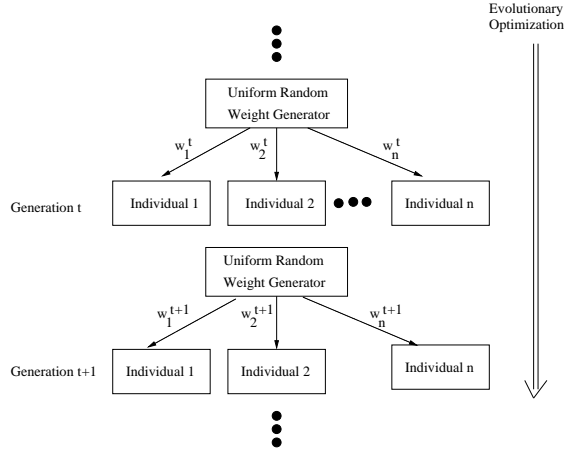 Evolutionary
Optimization
Uniform Random
Weight Generator
w_1^t w_2^t w_n^t
Individual 1 Individual 2 Individual n
Generation t
Uniform Random
Weight Generator
w_1^{t+1} w_2^{t+1} w_n^{t+1}
Individual 1 Individual 2 Individual n
Generation t+1